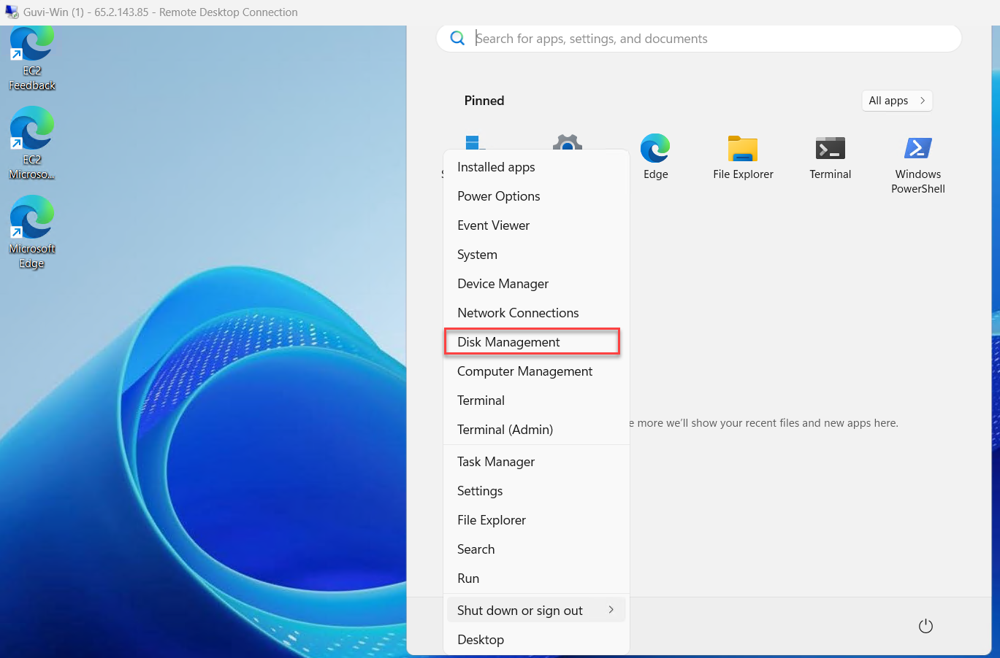 Guvi-Win (1) - 65.2.143.85 - Remote Desktop Connection
EC2
Feedback
EC2
Microso...
Microsoft
Edge
Search for apps, settings, and documents
Pinned
All apps
Edge
File Explorer
Terminal
Windows
PowerShell
Installed apps
Power Options
Event Viewer
System
Device Manager
Network Connections
Disk Management
Computer Management
Terminal
Terminal (Admin)
Task Manager
Settings
File Explorer
Search
Run
Shut down or sign out
Desktop
more we'll show your recent files and new apps here.